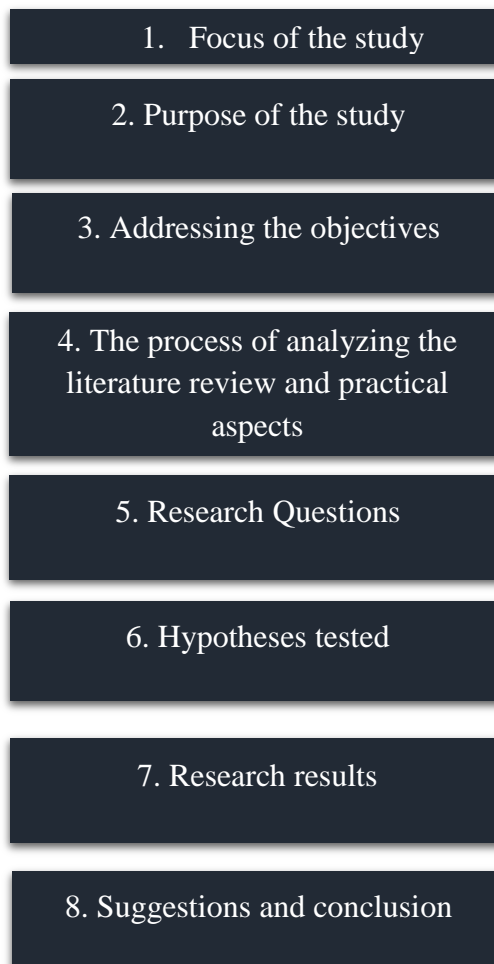 1. Focus of the study
2. Purpose of the study
3. Addressing the objectives
4. The process of analyzing the
literature review and practical
aspects
5. Research Questions
6. Hypotheses tested
7. Research results
8. Suggestions and conclusion